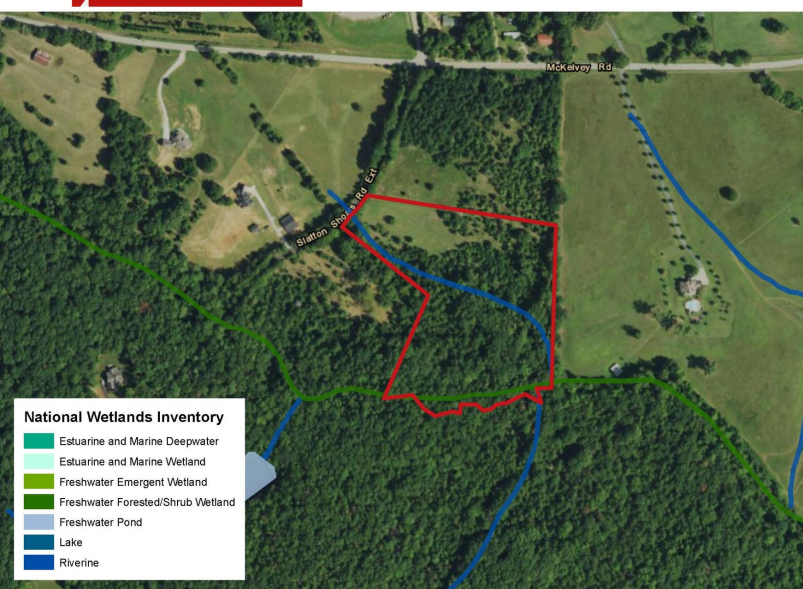 McKelvey Rd
Slatton Shoals Rd Ext
National Wetlands Inventory
Estuarine and Marine Deepwater
Estuarine and Marine Wetland
Freshwater Emergent Wetland
Freshwater Forested/Shrub Wetland
Freshwater Pond
Lake
Riverine